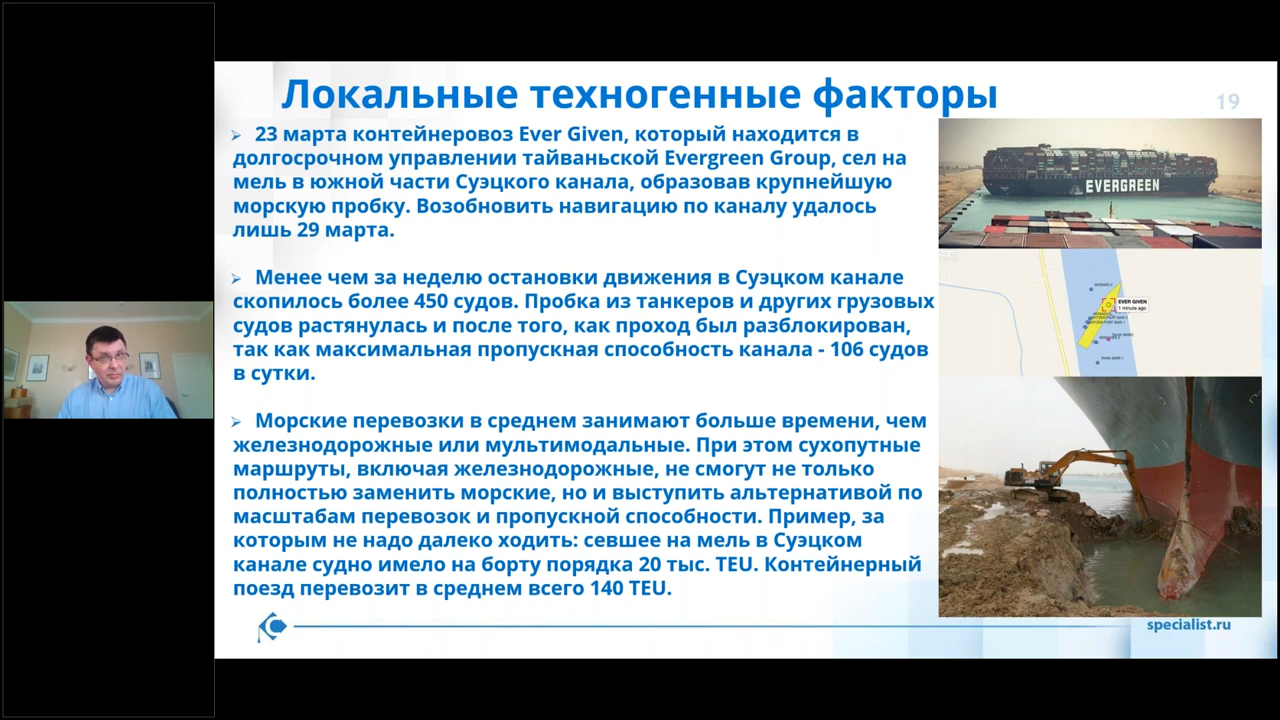 Локальные техногенные факторы
19
23 марта контейнеровоз Ever Given, который находится в
долгосрочном управлении тайваньской Evergreen Group, сел на
мель в южной части Суэцкого канала, образовав крупнейшую
морскую пробку. Возобновить навигацию по каналу удалось
лишь 29 марта.
Менее чем за неделю остановки движения в Суэцком канале
скопилось более 450 судов. Пробка из танкеров и других грузовых
судов растянулась и после того, как проход был разблокирован,
так как максимальная пропускная способность канала - 106 судов
в сутки.
Морские перевозки в среднем занимают больше времени, чем
железнодорожные или мультимодальные. При этом сухопутные
маршруты, включая железнодорожные, не смогут не только
полностью заменить морские, но и выступить альтернативой по
масштабам перевозок и пропускной способности. Пример, за
которым не надо далеко ходить: севшее на мель в Суэцком
канале судно имело на борту порядка 20 тыс. TEU. Контейнерный
поезд перевозит в среднем всего 140 TEU.
EVERGREEN
EVER GIVEN
1 minute ago
specialist.ru